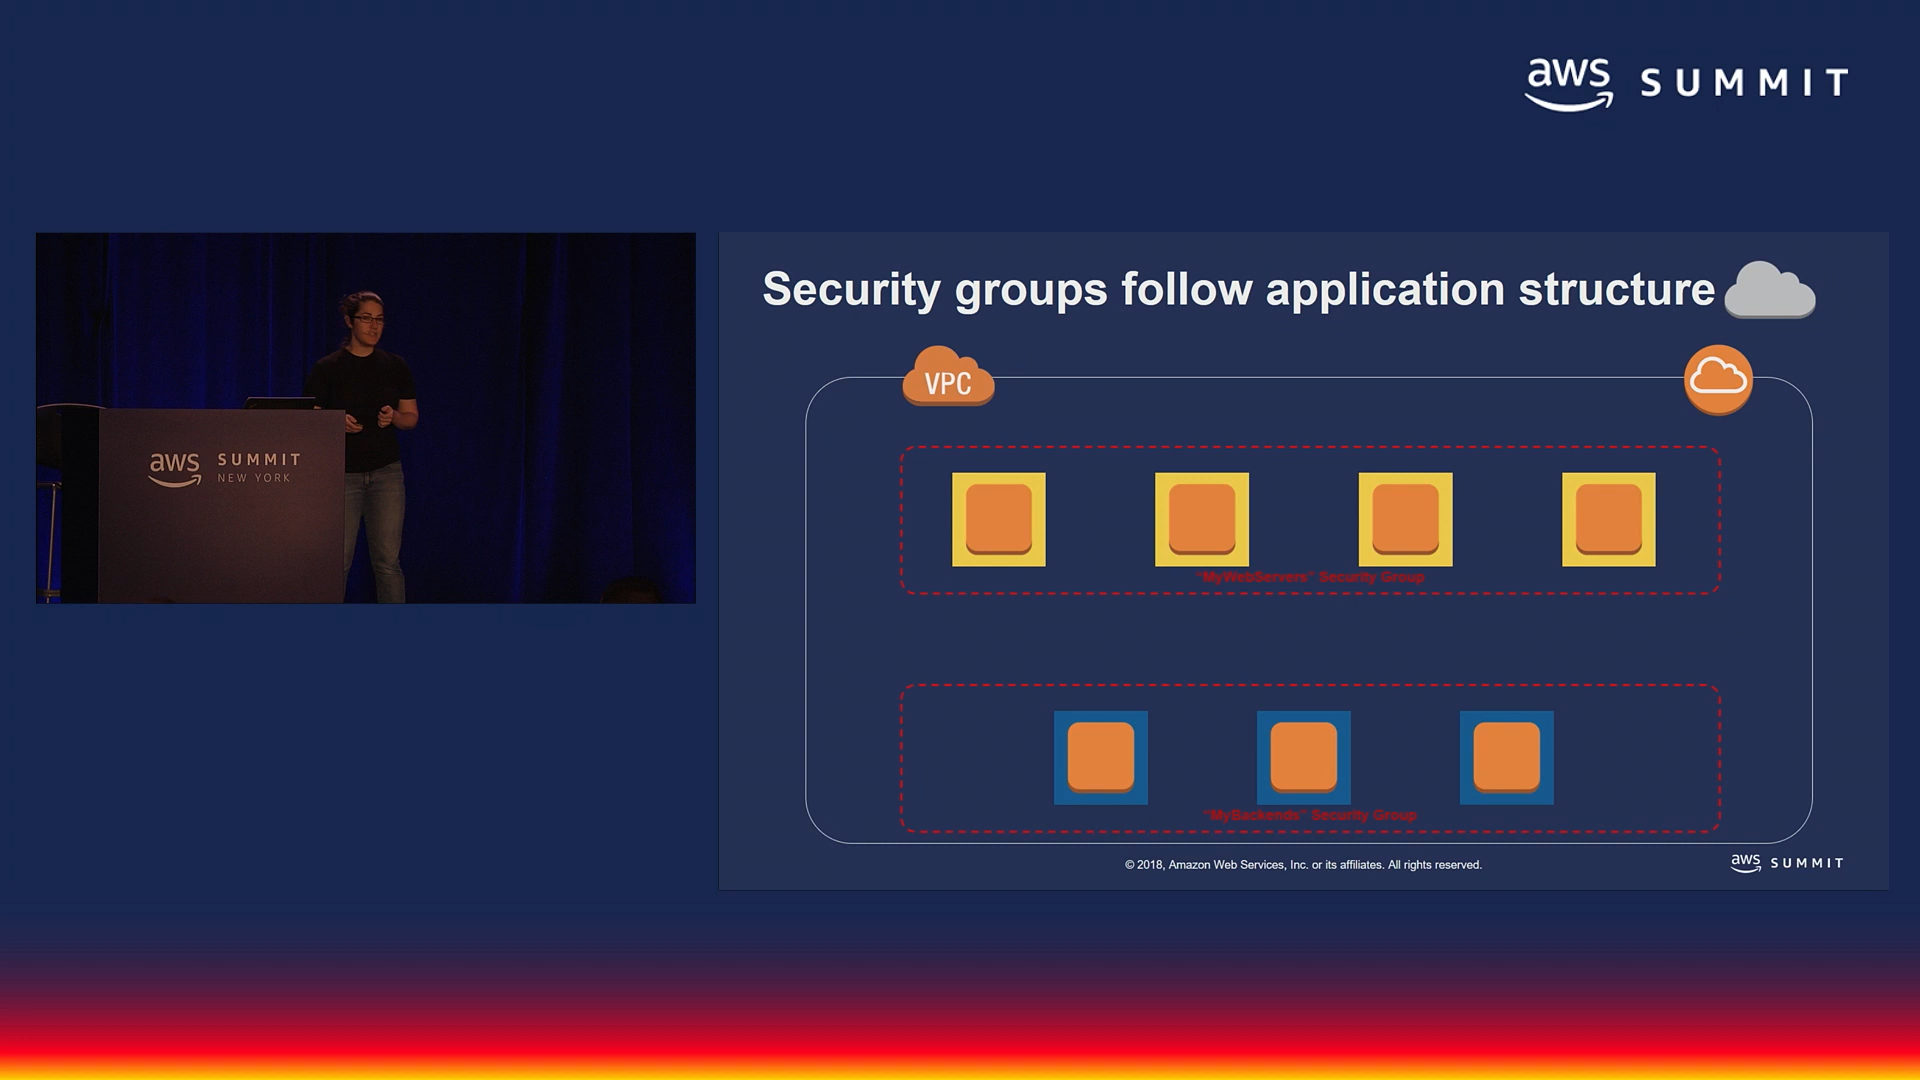 aws SUMMIT
aws SUMMIT
NEW YORK
Security groups follow application structure
VPC
"MyWebServers" Security Group
"MyBackends" Security Group
© 2018, Amazon Web Services, Inc. or its affiliates. All rights reserved.
aws SUMMIT